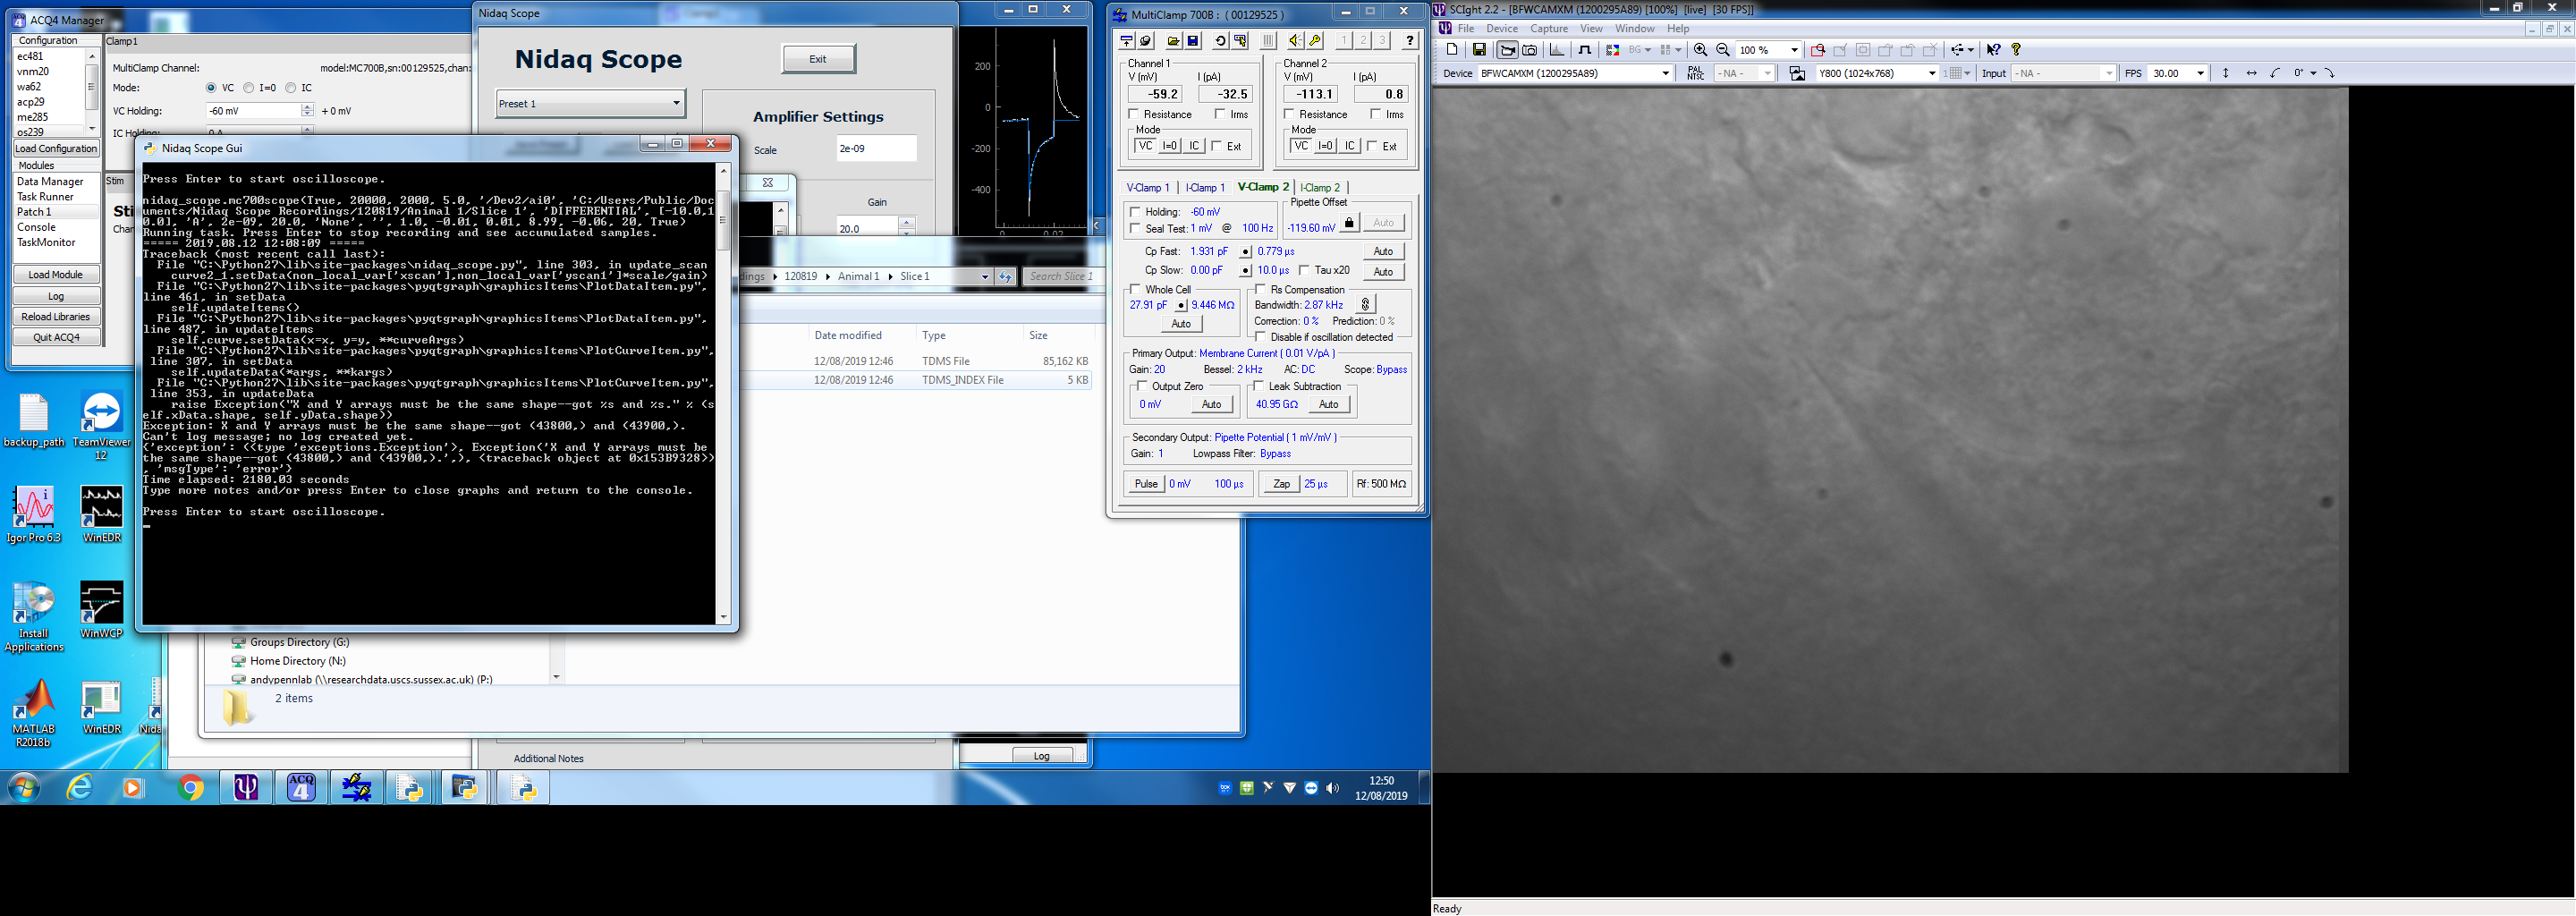 ACQ4 Manager
Configuration
ec481
vnm20
wa62
acp29
me285
os239
Load Configuration
Modules
Data Manager
Task Runner
Patch 1
Console
TaskMonitor
Load Module
Log
Reload Libraries
Quit ACQ4
Clamp1
MultiClamp Channel:
model:MC700B,sn:00129525,chan:
Mode:
VC
I=0
IC
VC Holding:
-60 mV
+ 0 mV
IC Holding:
Stim
Nidaq Scope
Nidaq Scope
Exit
Preset 1
Amplifier Settings
Scale
2e-09
Gain
20.0
Additional Notes
200
0
-200
-400
0
0.02
Log
Nidaq Scope Gui
Press Enter to start oscilloscope.
nidaq_scope.mc700scope(True, 20000, 2000, 5.0, '/Dev2/ai0', 'C:/Users/Public/Doc
uments/Nidaq Scope Recordings/120819/Animal 1/Slice 1', 'DIFFERENTIAL', [-10.0,1
0.0], 'A', 2e-09, 20.0, 'None', '', 1.0, -0.01, 0.01, 8.99, -0.06, 20, True)
Running task. Press Enter to stop recording and see accumulated samples.
===== 2019.08.12 12:08:09 =====
Traceback (most recent call last):
File "C:\Python27\lib\site-packages\nidaq_scope.py", line 303, in update_scan
curve2_1.setData(non_local_var['xscan'],non_local_var['yscan1']*scale/gain)
File "C:\Python27\lib\site-packages\pyqtgraph\graphicsItems\PlotDataItem.py",
line 461, in setData
self.updateItems()
File "C:\Python27\lib\site-packages\pyqtgraph\graphicsItems\PlotDataItem.py",
line 487, in updateItems
self.curve.setData(x=x, y=y, **curveArgs)
File "C:\Python27\lib\site-packages\pyqtgraph\graphicsItems\PlotCurveItem.py",
line 307, in setData
self.updateData(*args, **kargs)
File "C:\Python27\lib\site-packages\pyqtgraph\graphicsItems\PlotCurveItem.py",
line 353, in updateData
raise Exception("X and Y arrays must be the same shape--got %s and %s." % (s
elf.xData.shape, self.yData.shape))
Exception: X and Y arrays must be the same shape--got (43800,) and (43900,).
Can't log message; no log created yet.
{'exception': (<type 'exceptions.Exception'>, Exception('X and Y arrays must be
the same shape--got (43800,) and (43900,).',), <traceback object at 0x153B9328>)
, 'msgType': 'error'}
Time elapsed: 2180.03 seconds
Type more notes and/or press Enter to close graphs and return to the console.
Press Enter to start oscilloscope.
dings
120819
Animal 1
Slice 1
Search Slice 1
Date modified
Type
Size
12/08/2019 12:46
TDMS File
85,162 KB
12/08/2019 12:46
TDMS_INDEX File
5 KB
Groups Directory (G:)
Home Directory (N:)
andypennlab (\\researchdata.uscs.sussex.ac.uk) (P:)
2 items
backup_path
TeamViewer
12
Igor Pro 6.3
WinEDR
Install
Applications
WinWCP
MATLAB
R2018b
WinEDR
Nida
12:50
12/08/2019
MultiClamp 700B : ( 00129525 )
1 2 3 ?
Channel 1
V (mV) I (pA)
-59.2 -32.5
Resistance Irms
Mode
VC I=0 IC Ext
Channel 2
V (mV) I (pA)
-113.1 0.8
Resistance Irms
Mode
VC I=0 IC Ext
V-Clamp 1 I-Clamp 1 V-Clamp 2 I-Clamp 2
Holding: -60 mV
Seal Test: 1 mV @ 100 Hz
Pipette Offset
-119.60 mV Auto
Cp Fast: 1.931 pF 0.779 µs Auto
Cp Slow: 0.00 pF 10.0 µs Tau x20 Auto
Whole Cell
27.91 pF 9.446 MΩ
Auto
Rs Compensation
Bandwidth: 2.87 kHz
Correction: 0 % Prediction: 0 %
Disable if oscillation detected
Primary Output: Membrane Current ( 0.01 V/pA )
Gain: 20 Bessel: 2 kHz AC: DC Scope: Bypass
Output Zero
0 mV Auto
Leak Subtraction
40.95 GΩ Auto
Secondary Output: Pipette Potential ( 1 mV/mV )
Gain: 1 Lowpass Filter: Bypass
Pulse 0 mV 100 µs
Zap 25 µs
Rf: 500 MΩ
SCIght 2.2 - [BFWCAMXM (1200295A89) [100%] [live] [30 FPS]]
File Device Capture View Window Help
BG
100 %
Device BFWCAMXM (1200295A89)
PAL
NTSC
- NA -
Y800 (1024x768)
1
Input - NA -
FPS 30.00
0°
Ready